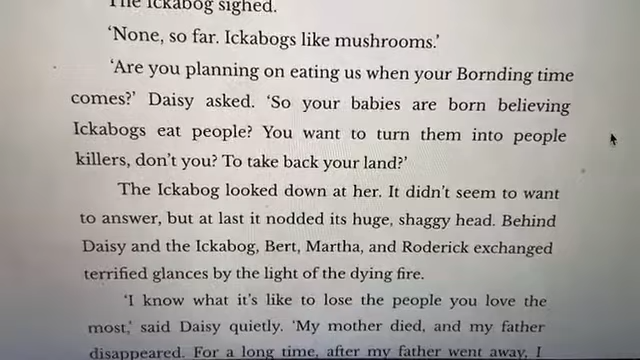 The Ickabog sighed.
‘None, so far. Ickabogs like mushrooms.’
‘Are you planning on eating us when your Bornding time
comes?’ Daisy asked. ‘So your babies are born believing
Ickabogs eat people? You want to turn them into people
killers, don’t you? To take back your land?’
The Ickabog looked down at her. It didn’t seem to want
to answer, but at last it nodded its huge, shaggy head. Behind
Daisy and the Ickabog, Bert, Martha, and Roderick exchanged
terrified glances by the light of the dying fire.
‘I know what it’s like to lose the people you love the
most,’ said Daisy quietly. ‘My mother died, and my father
disappeared. For a long time, after my father went away, I